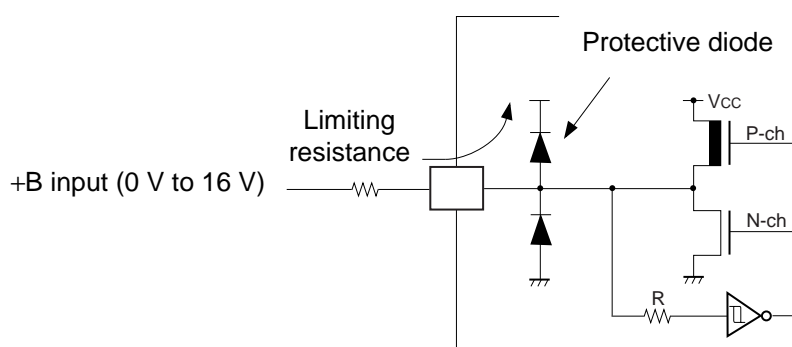 Protective diode
Limiting
resistance
VCC
P-ch
+B input (0 V to 16 V)
N-ch
R